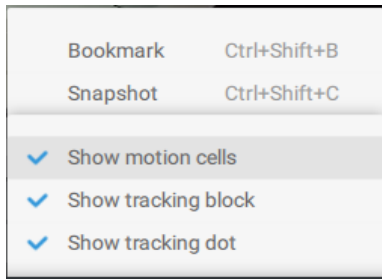 Bookmark Ctrl+Shift+B
Snapshot Ctrl+Shift+C
Show motion cells
Show tracking block
Show tracking dot